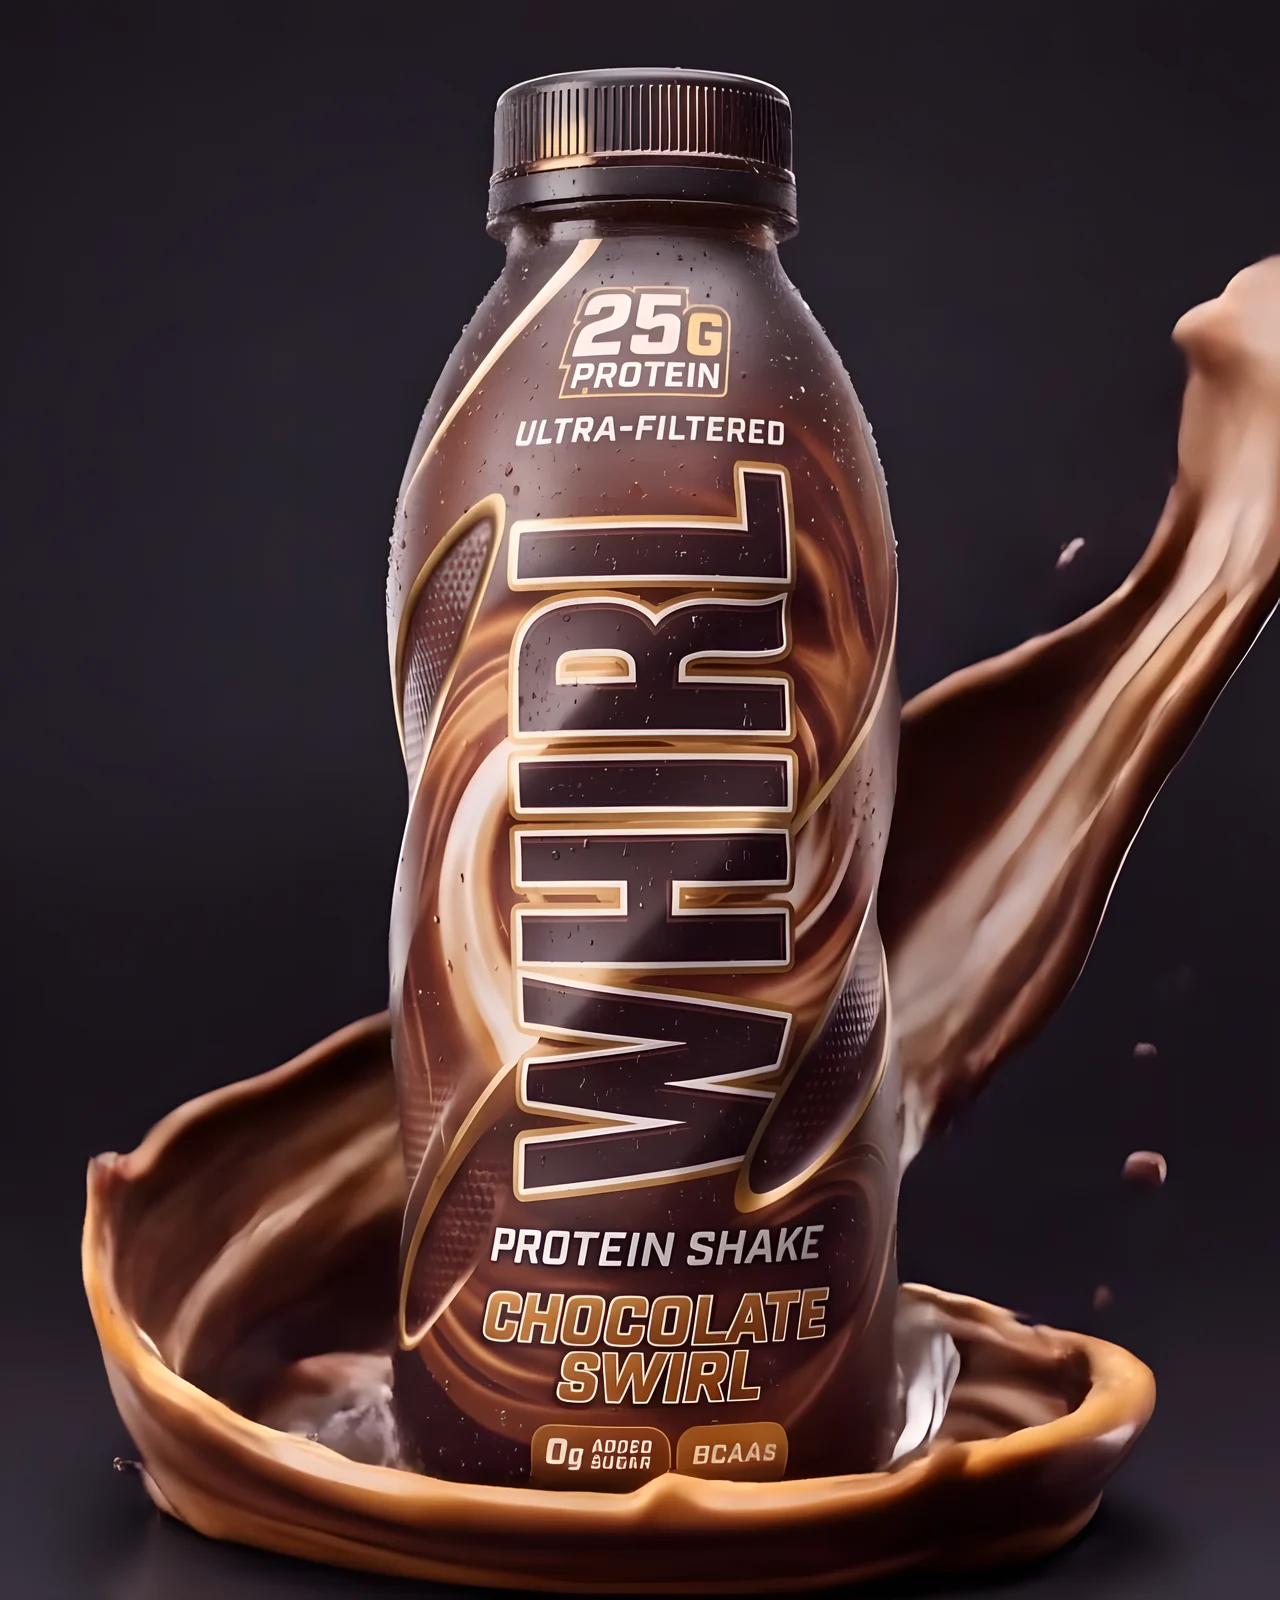 25G
PROTEIN
ULTRA-FILTERED
WHIRL
PROTEIN SHAKE
CHOCOLATE
SWIRL
0g ADDED
SUGAR
BCAAs